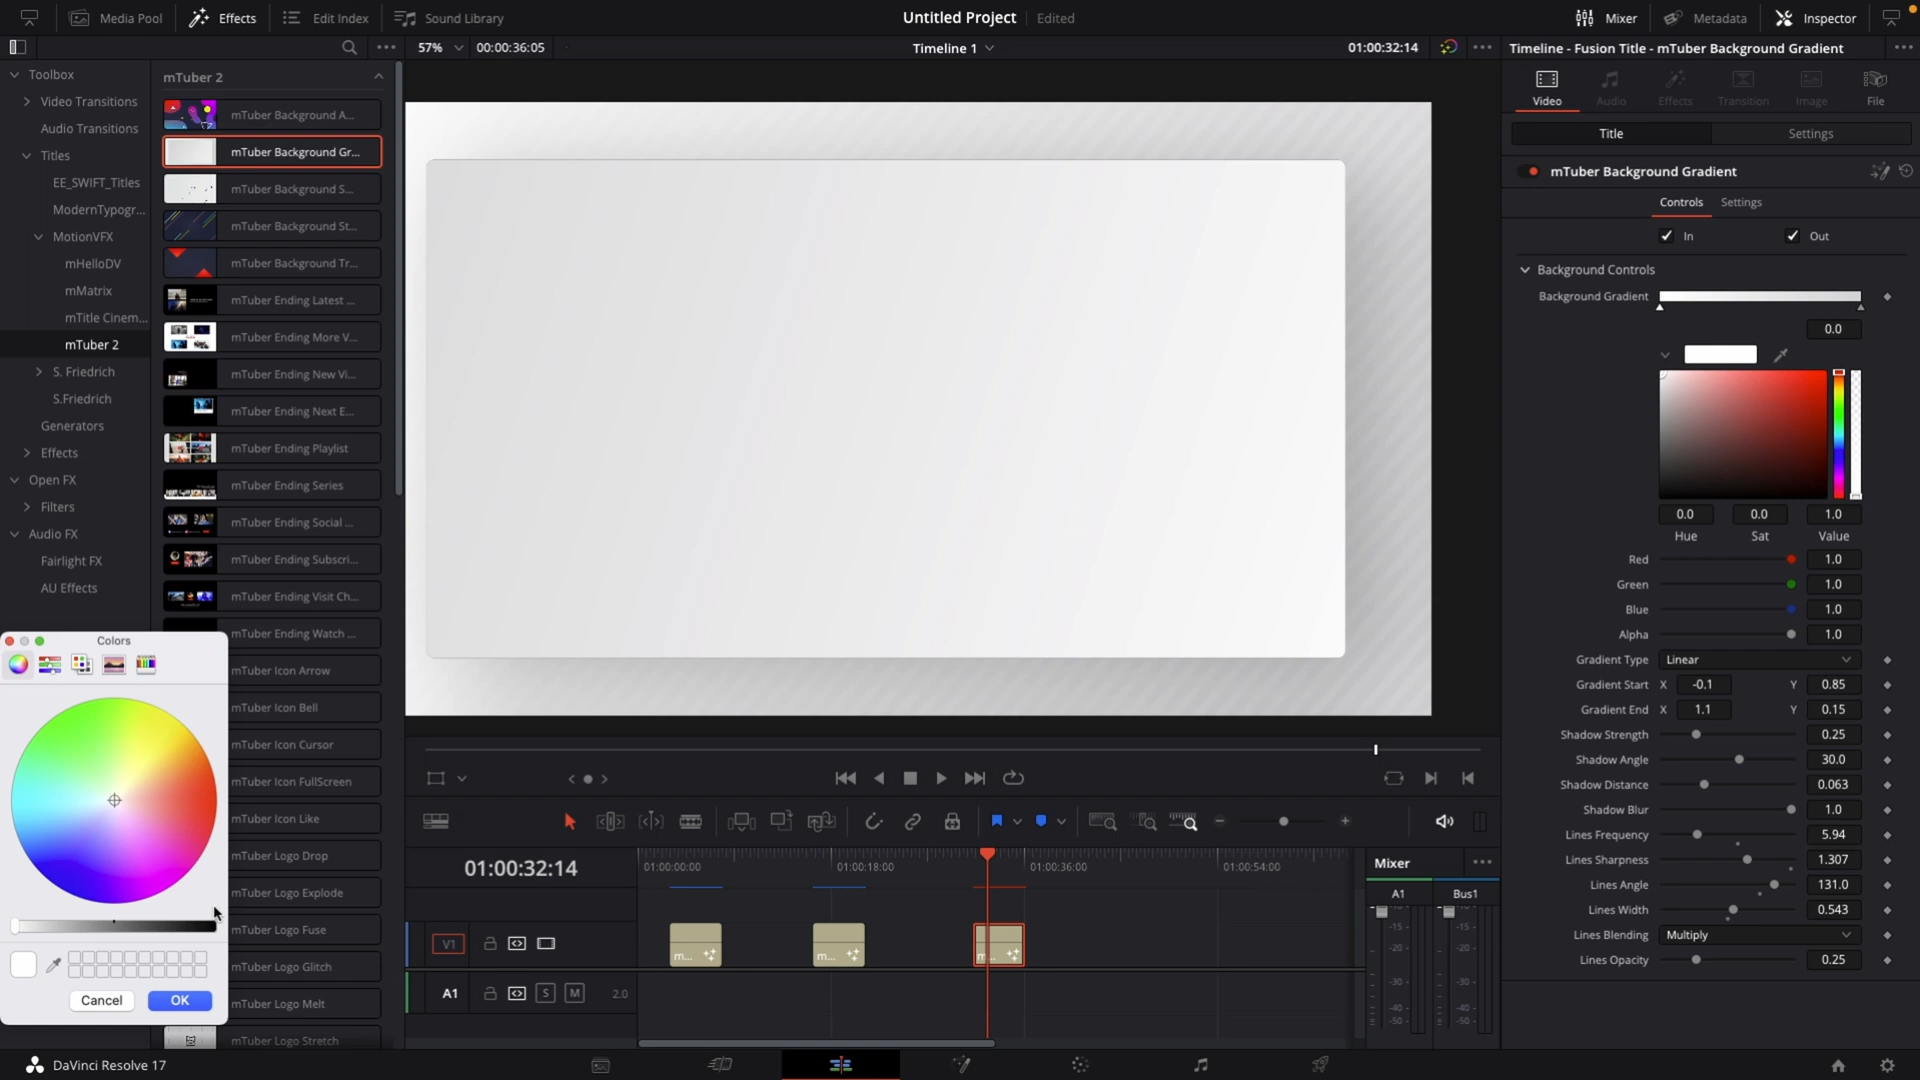 Media Pool Effects Edit Index Sound Library Untitled Project Edited Mixer Metadata Inspector
57% 00:00:36:05 Timeline 1 01:00:32:14 Timeline - Fusion Title - mTuber Background Gradient
Toolbox
Video Transitions
Audio Transitions
Titles
EE_SWIFT_Titles
ModernTypogr...
MotionVFX
mHelloDV
mMatrix
mTitle Cinem...
mTuber 2
S. Friedrich
S.Friedrich
Generators
Effects
Open FX
Filters
Audio FX
Fairlight FX
AU Effects
mTuber 2
mTuber Background A...
mTuber Background Gr...
mTuber Background S...
mTuber Background St...
mTuber Background Tr...
mTuber Ending Latest ...
mTuber Ending More V...
mTuber Ending New Vi...
mTuber Ending Next E...
mTuber Ending Playlist
mTuber Ending Series
mTuber Ending Social ...
mTuber Ending Subscri...
mTuber Ending Visit Ch...
mTuber Ending Watch ...
mTuber Icon Arrow
mTuber Icon Bell
mTuber Icon Cursor
mTuber Icon FullScreen
mTuber Icon Like
mTuber Logo Drop
mTuber Logo Explode
mTuber Logo Fuse
mTuber Logo Glitch
mTuber Logo Melt
mTuber Logo Stretch
Colors
Cancel OK
Video Audio Effects Transition Image File
Title Settings
mTuber Background Gradient
Controls Settings
In Out
Background Controls
Background Gradient
0.0
0.0 0.0 1.0
Hue Sat Value
Red 1.0
Green 1.0
Blue 1.0
Alpha 1.0
Gradient Type Linear
Gradient Start X -0.1 Y 0.85
Gradient End X 1.1 Y 0.15
Shadow Strength 0.25
Shadow Angle 30.0
Shadow Distance 0.063
Shadow Blur 1.0
Lines Frequency 5.94
Lines Sharpness 1.307
Lines Angle 131.0
Lines Width 0.543
Lines Blending Multiply
Lines Opacity 0.25
01:00:32:14
01:00:00:00 01:00:18:00 01:00:36:00 01:00:54:00
V1
m... m... m...
A1 S M 2.0
Mixer
A1 Bus1
-15- -15-
-20- -20-
-30- -30-
-40- -40-
-50- -50-
DaVinci Resolve 17